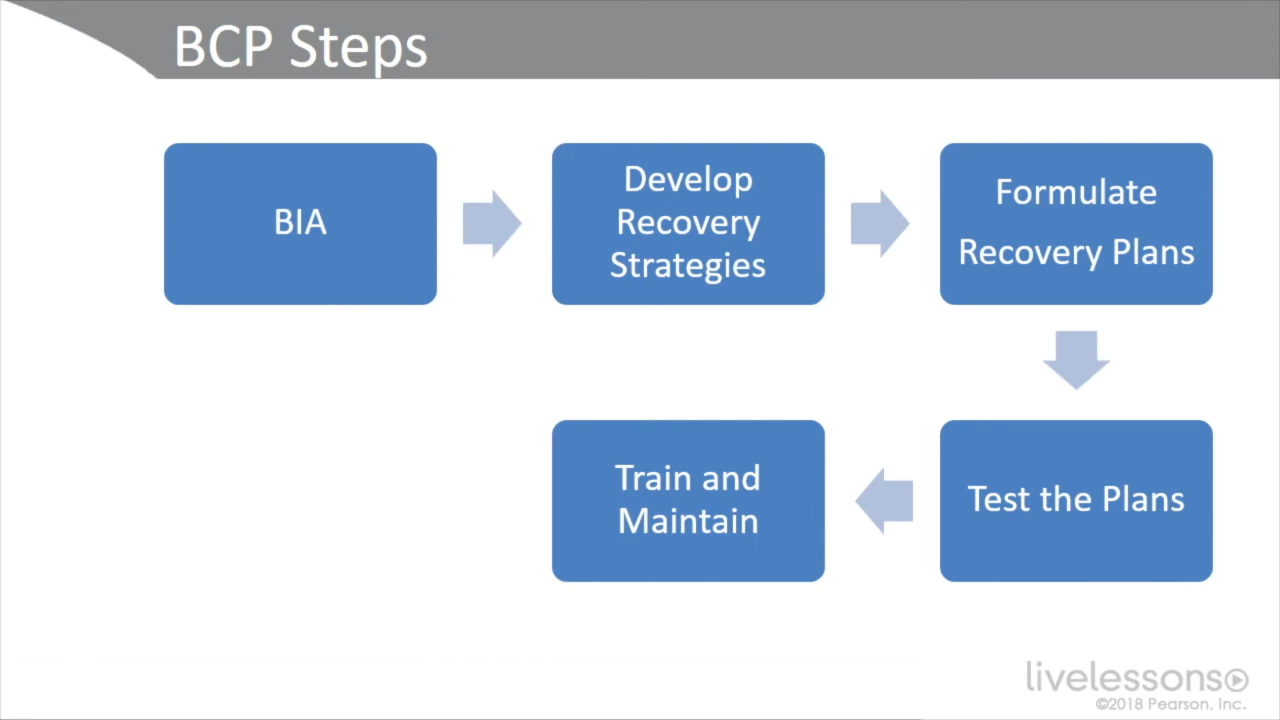 BCP Steps
BIA
Develop
Recovery
Strategies
Formulate
Recovery Plans
Test the Plans
Train and
Maintain
livelessons
©2018 Pearson, Inc.